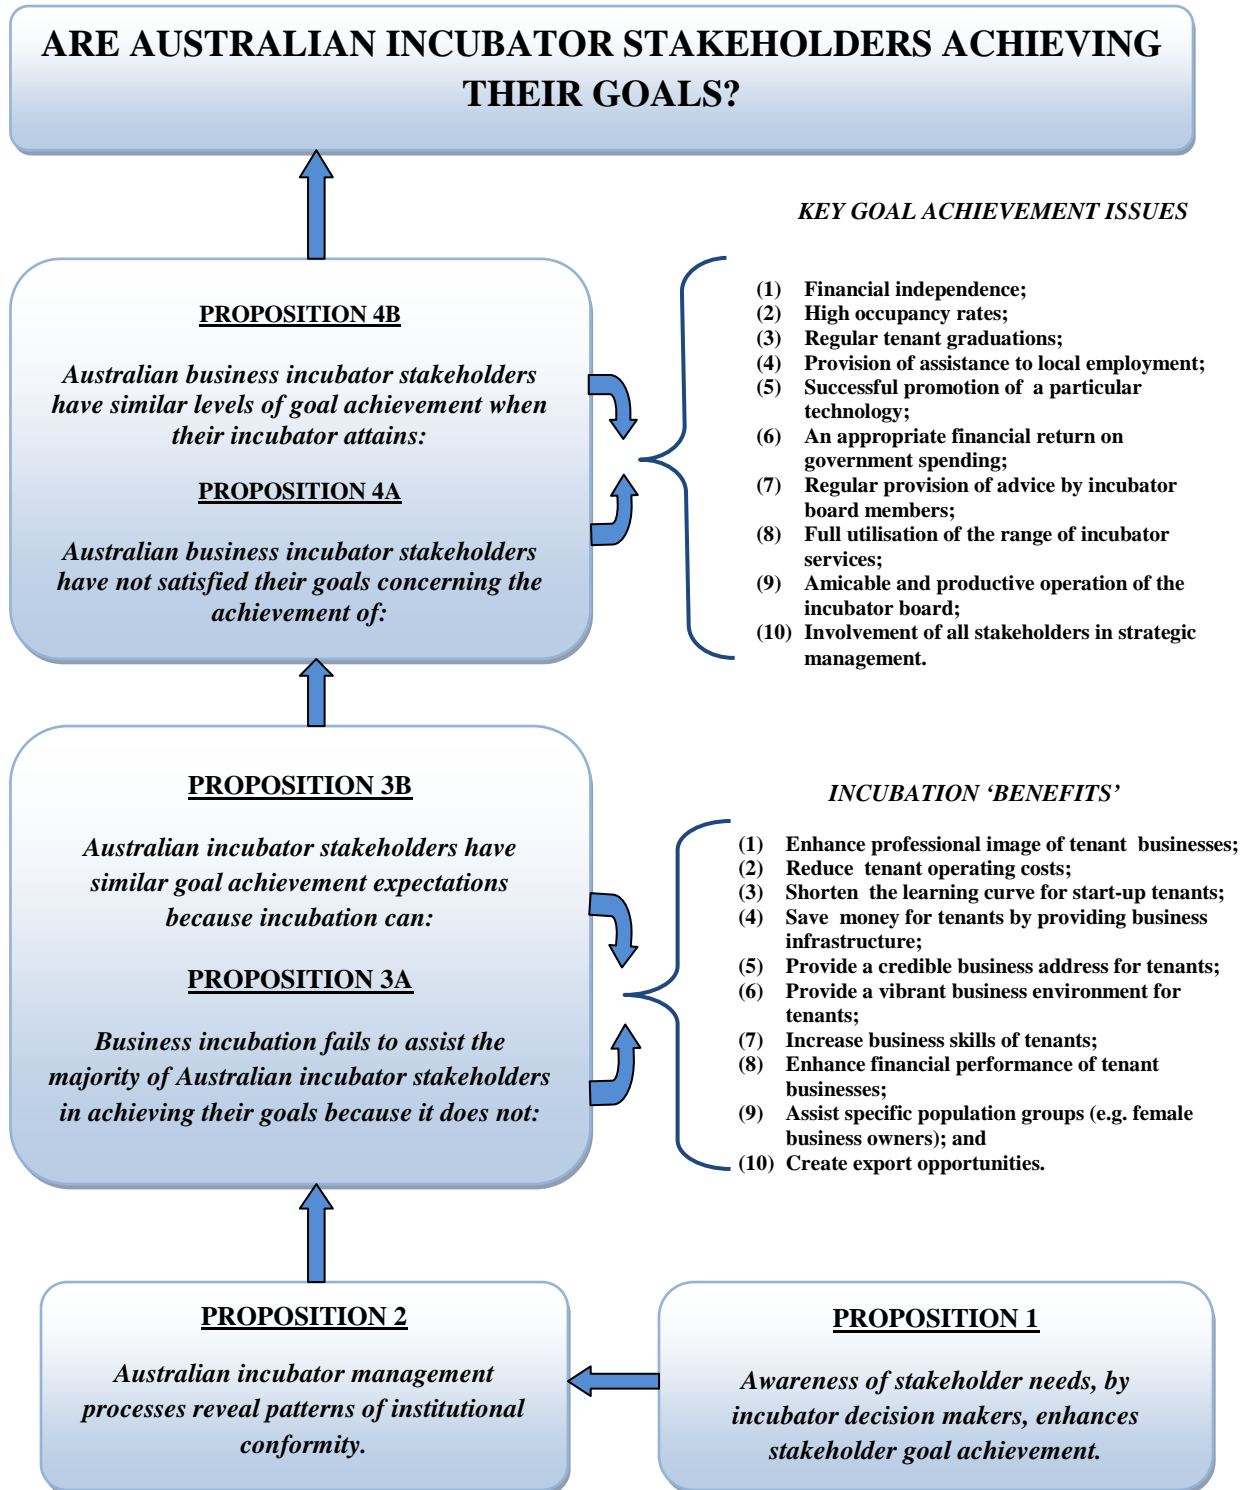 ARE AUSTRALIAN INCUBATOR STAKEHOLDERS ACHIEVING
THEIR GOALS?
KEY GOAL ACHIEVEMENT ISSUES
PROPOSITION 4B
Australian business incubator stakeholders
have similar levels of goal achievement when
their incubator attains:
PROPOSITION 4A
Australian business incubator stakeholders
have not satisfied their goals concerning the
achievement of:
(1) Financial independence;
(2) High occupancy rates;
(3) Regular tenant graduations;
(4) Provision of assistance to local employment;
(5) Successful promotion of a particular
technology;
(6) An appropriate financial return on
government spending;
(7) Regular provision of advice by incubator
board members;
(8) Full utilisation of the range of incubator
services;
(9) Amicable and productive operation of the
incubator board;
(10) Involvement of all stakeholders in strategic
management.
PROPOSITION 3B
Australian incubator stakeholders have
similar goal achievement expectations
because incubation can:
PROPOSITION 3A
Business incubation fails to assist the
majority of Australian incubator stakeholders
in achieving their goals because it does not:
INCUBATION ‘BENEFITS’
(1) Enhance professional image of tenant businesses;
(2) Reduce tenant operating costs;
(3) Shorten the learning curve for start-up tenants;
(4) Save money for tenants by providing business
infrastructure;
(5) Provide a credible business address for tenants;
(6) Provide a vibrant business environment for
tenants;
(7) Increase business skills of tenants;
(8) Enhance financial performance of tenant
businesses;
(9) Assist specific population groups (e.g. female
business owners); and
(10) Create export opportunities.
PROPOSITION 2
Australian incubator management
processes reveal patterns of institutional
conformity.
PROPOSITION 1
Awareness of stakeholder needs, by
incubator decision makers, enhances
stakeholder goal achievement.